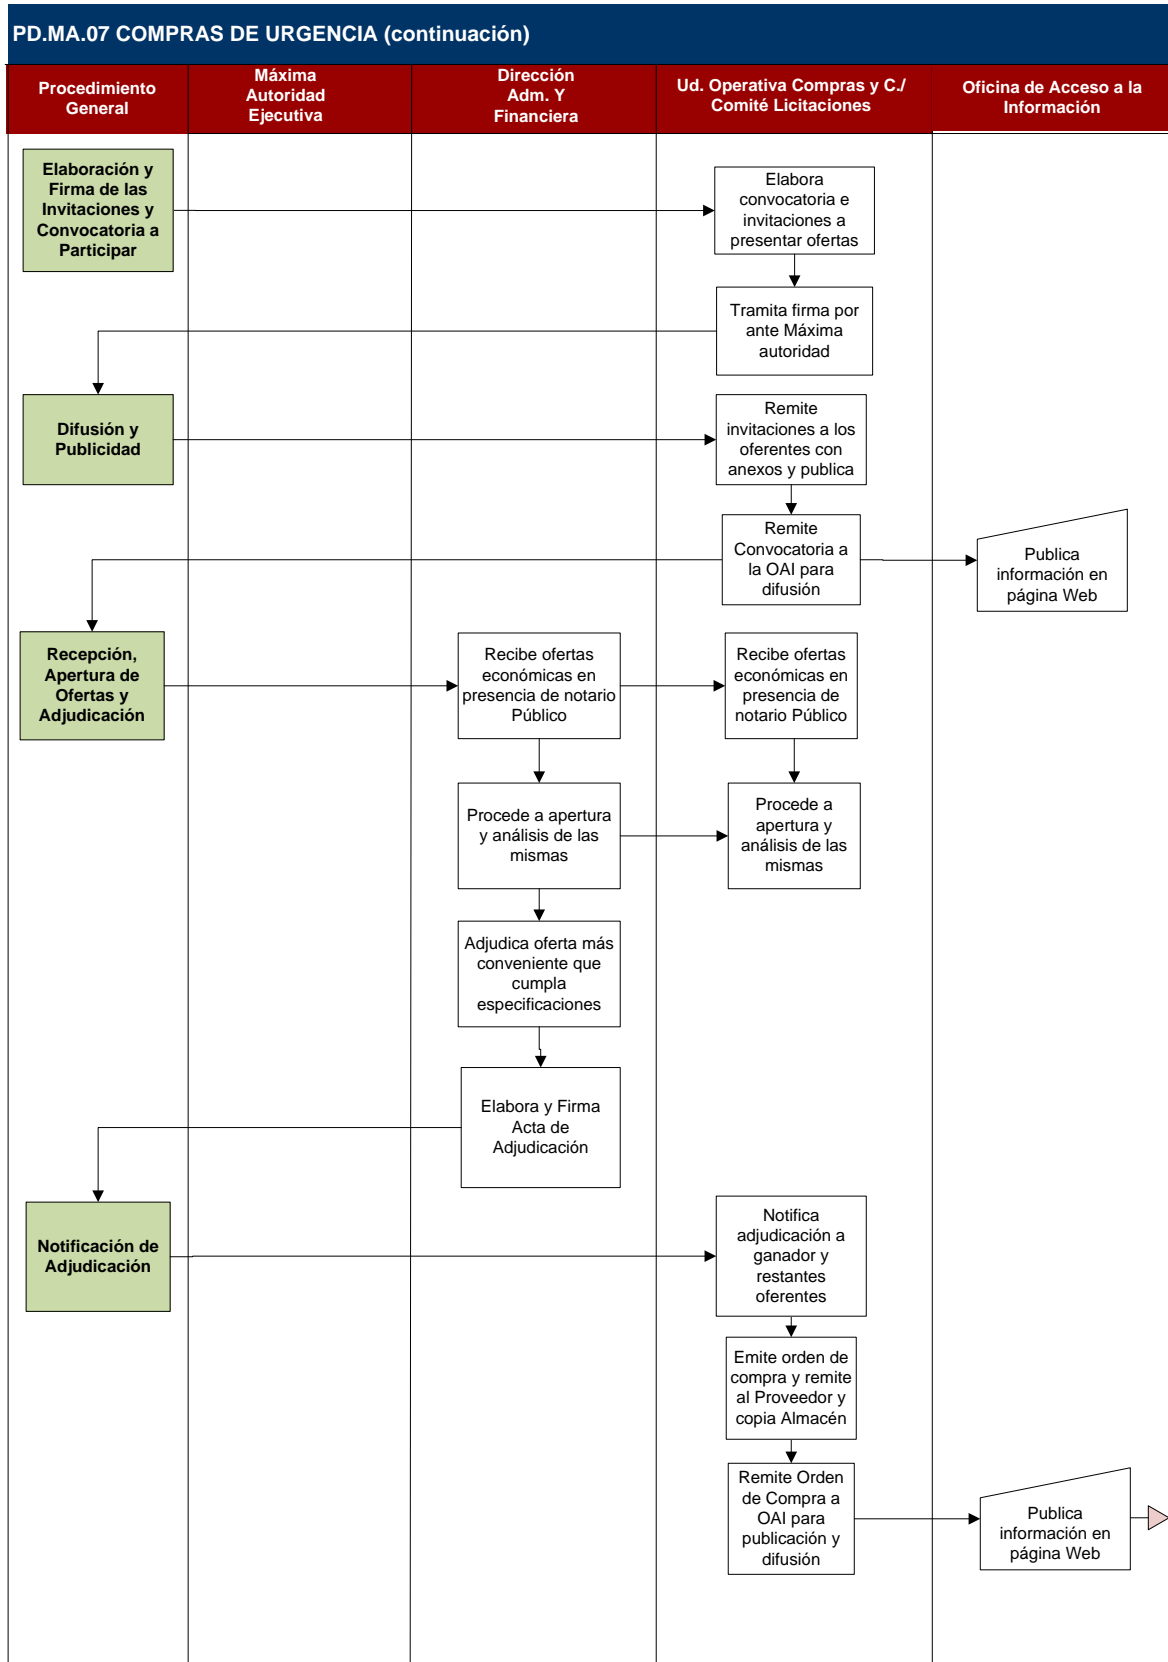 PD.MA.07 COMPRAS DE URGENCIA (continuación)
Procedimiento
General
Máxima
Autoridad
Ejecutiva
Dirección
Adm. Y
Financiera
Ud. Operativa Compras y C./
Comité Licitaciones
Oficina de Acceso a la
Información
Elaboración y
Firma de las
Invitaciones y
Convocatoria a
Participar
Elabora
convocatoria e
invitaciones a
presentar ofertas
Tramita firma por
ante Máxima
autoridad
Difusión y
Publicidad
Remite
invitaciones a los
oferentes con
anexos y publica
Remite
Convocatoria a
la OAI para
difusión
Publica
información en
página Web
Recepción,
Apertura de
Ofertas y
Adjudicación
Recibe ofertas
económicas en
presencia de notario
Público
Recibe ofertas
económicas en
presencia de
notario Público
Procede a apertura
y análisis de las
mismas
Procede a
apertura y
análisis de las
mismas
Adjudica oferta más
conveniente que
cumpla
especificaciones
Elabora y Firma
Acta de
Adjudicación
Notificación de
Adjudicación
Notifica
adjudicación a
ganador y
restantes
oferentes
Emite orden de
compra y remite
al Proveedor y
copia Almacén
Remite Orden
de Compra a
OAI para
publicación y
difusión
Publica
información en
página Web